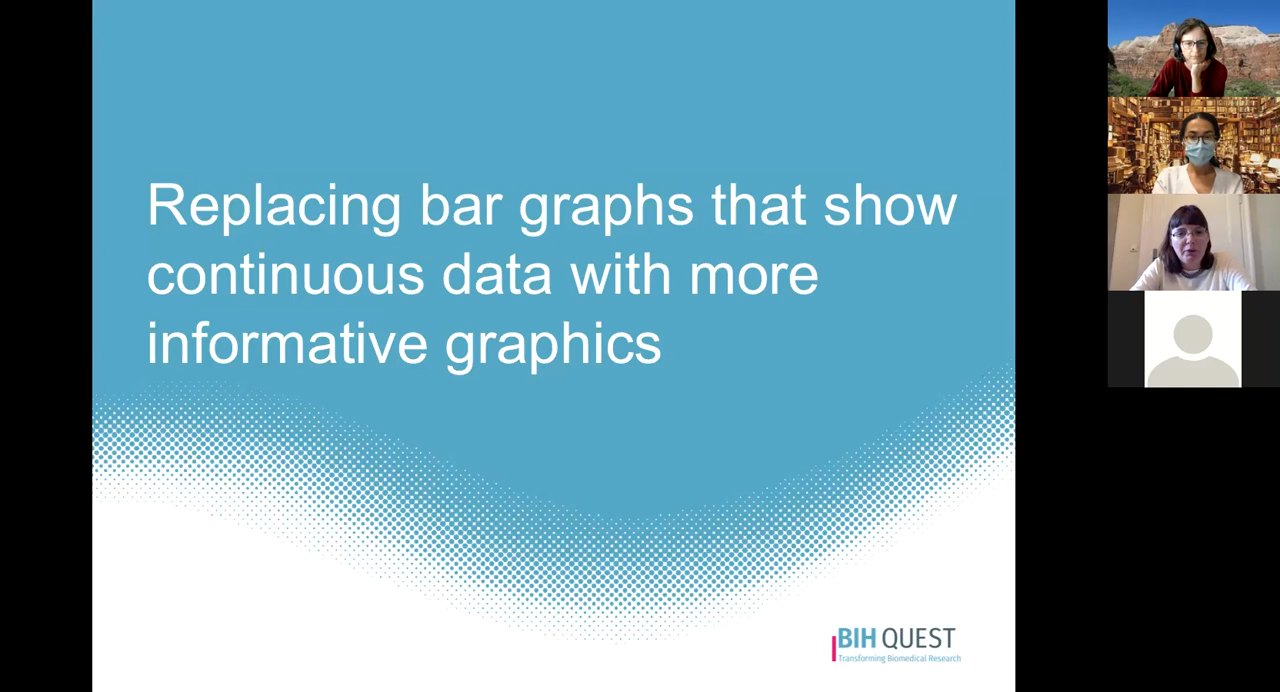 Replacing bar graphs that show
continuous data with more
informative graphics
BIH QUEST
Transforming Biomedical Research